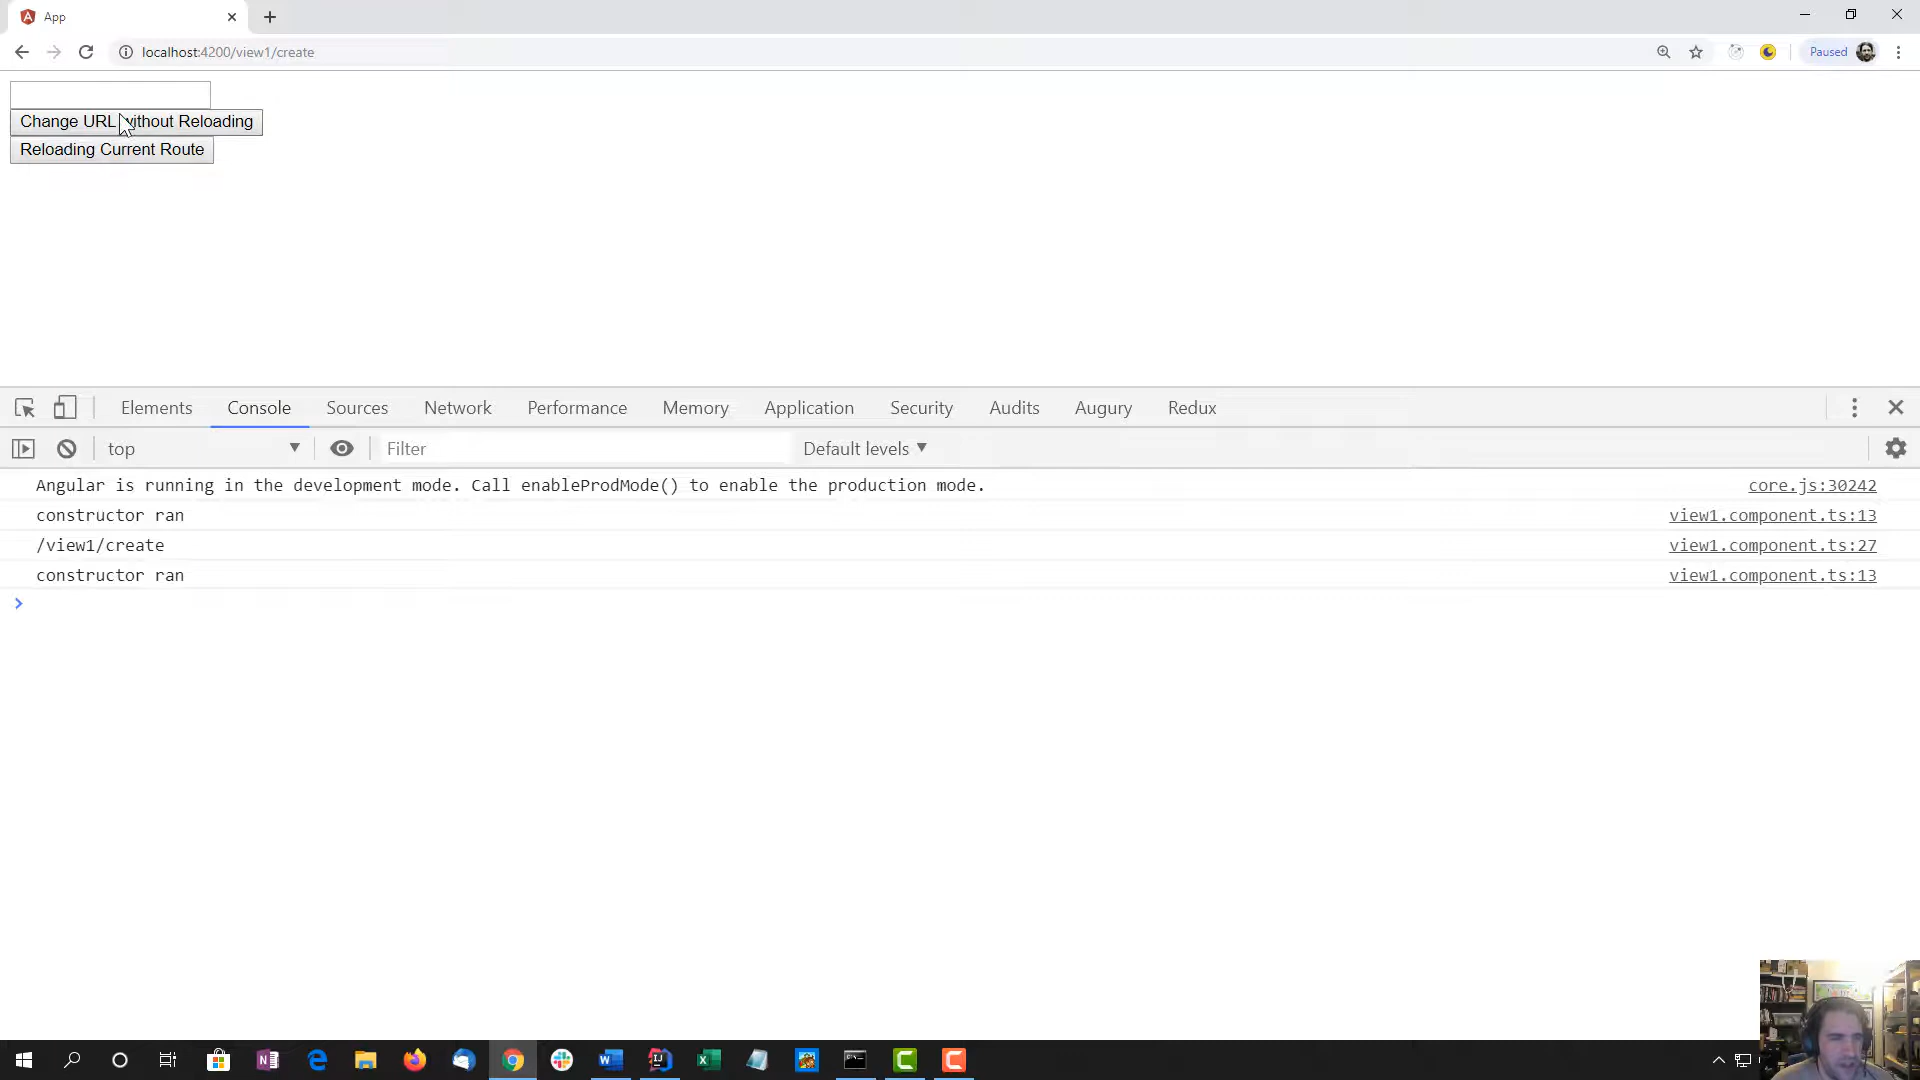 App
localhost:4200/view1/create
Paused
Change URL without Reloading
Reloading Current Route
Elements Console Sources Network Performance Memory Application Security Audits Augury Redux
top Filter Default levels
Angular is running in the development mode. Call enableProdMode() to enable the production mode. core.js:30242
constructor ran view1.component.ts:13
/view1/create view1.component.ts:27
constructor ran view1.component.ts:13